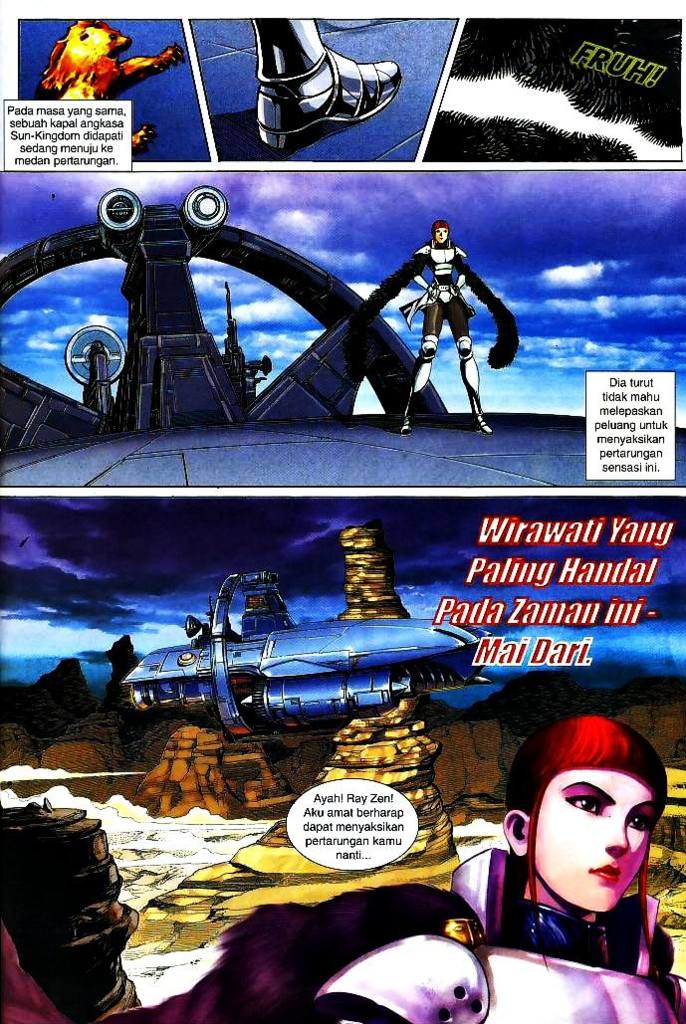 FRUH!
Pada masa yang sama,
sebuah kapal angkasa
Sun-Kingdom didapati
sedang menuju ke
medan pertarungan.
Dia turut
tidak mahu
melepaskan
peluang untuk
menyaksikan
pertarungan
sensasi ini.
Wirawati Yang
Paling Handal
Pada Zaman ini -
Mai Dari.
Ayah! Ray Zen!
Aku amat berharap
dapat menyaksikan
pertarungan kamu
nanti...